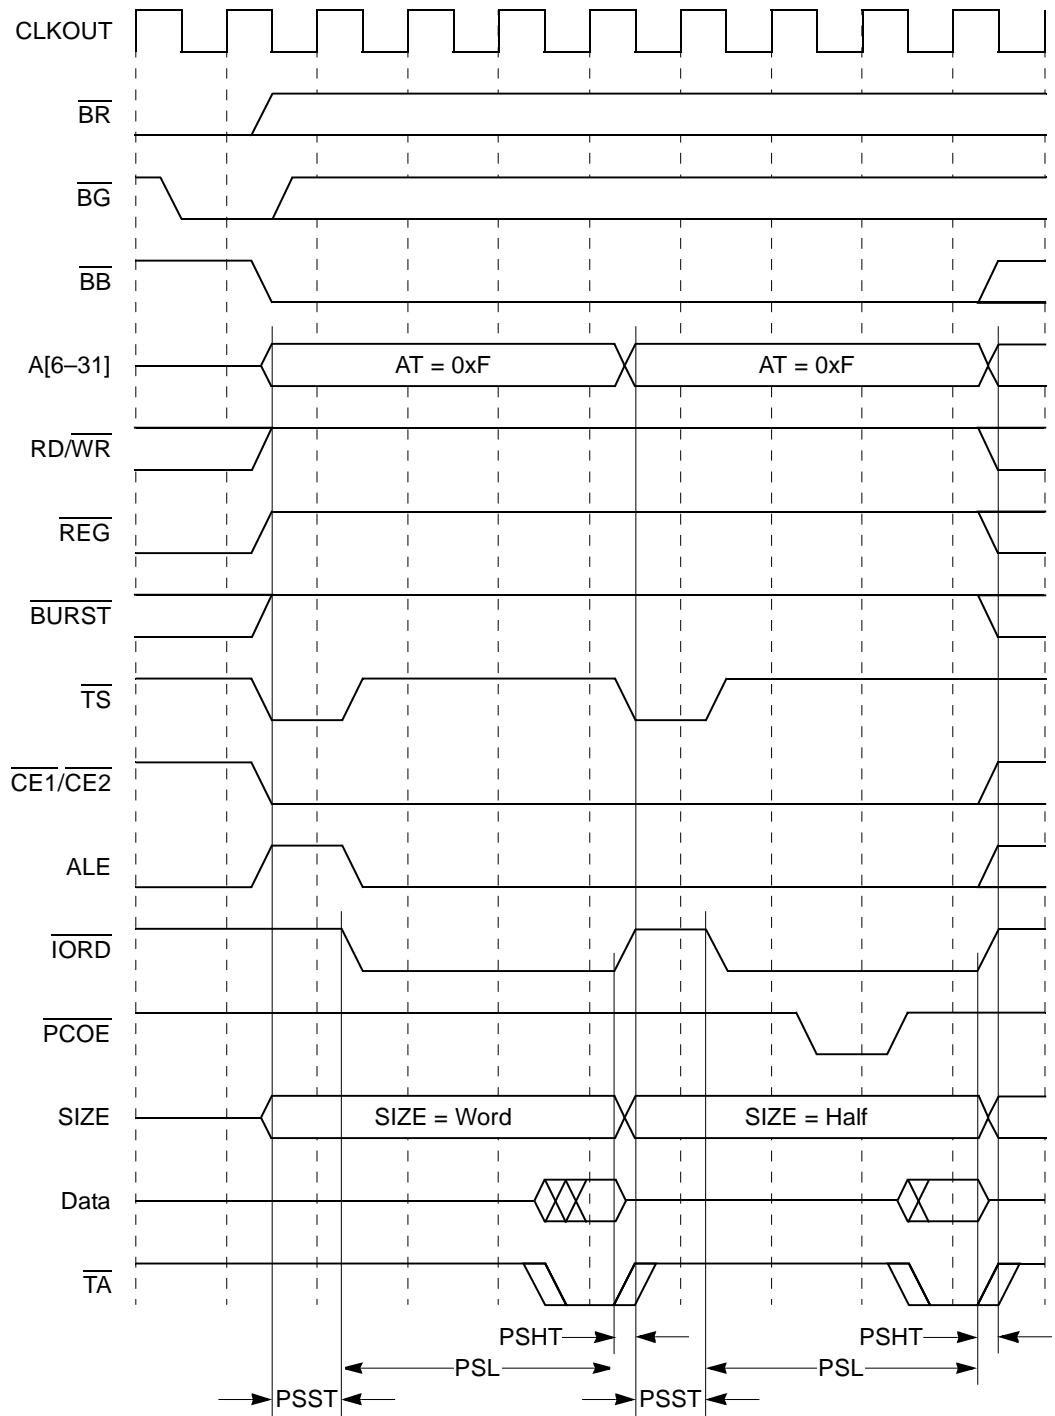 CLKOUT
BR
BG
BB
A[6–31] AT = 0xF AT = 0xF
RD/WR
REG
BURST
TS
CE1/CE2
ALE
IORD
PCOE
SIZE SIZE = Word SIZE = Half
Data
TA
PSHT PSHT
PSL PSL
PSST PSST